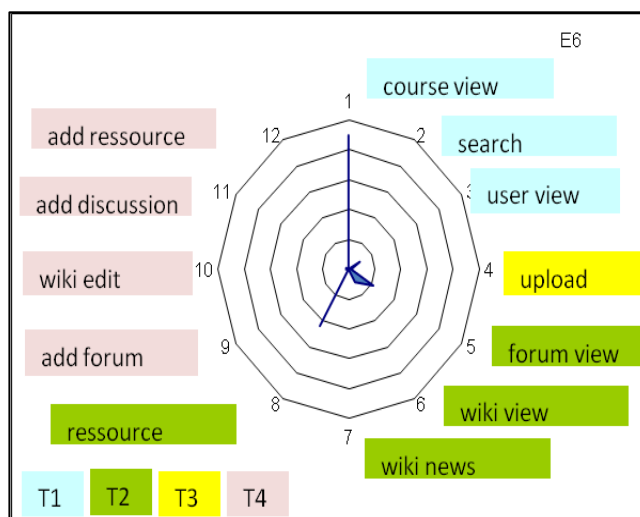 E6
course view
1
add ressource
12
2
search
11
3
user view
add discussion
wiki edit
10
4
upload
add forum
9
5
forum view
ressource
8
6
wiki view
7
wiki news
T1
T2
T3
T4